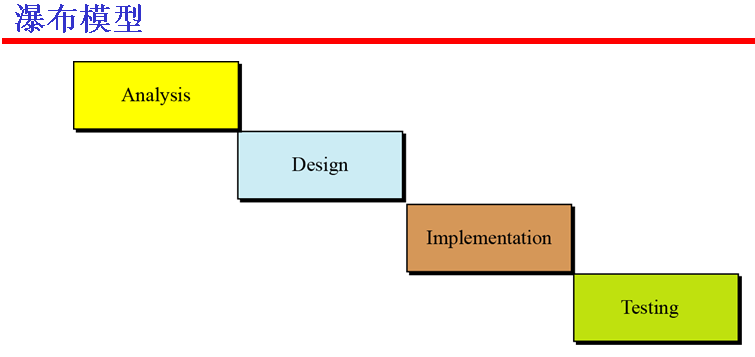 瀑布模型
Analysis
Design
Implementation
Testing